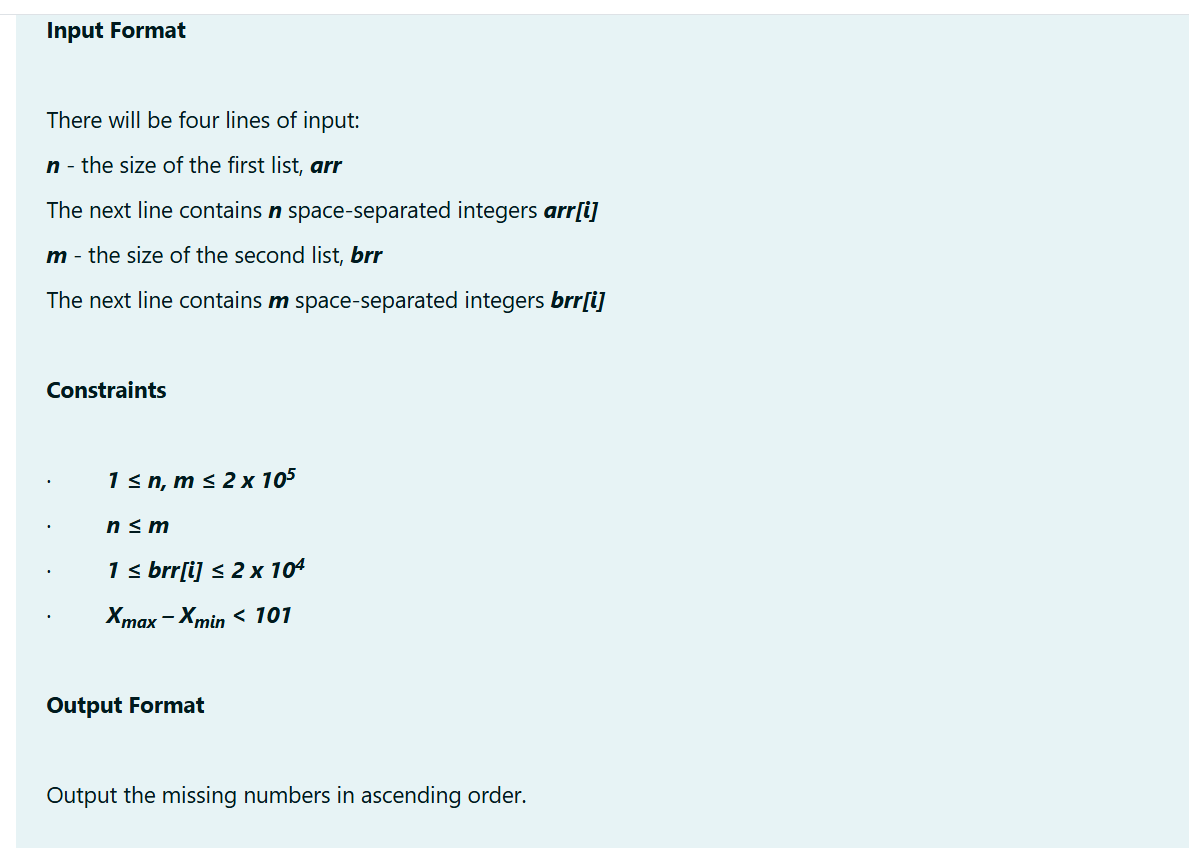 Input Format
There will be four lines of input:
n - the size of the first list, arr
The next line contains n space-separated integers arr[i]
m - the size of the second list, brr
The next line contains m space-separated integers brr[i]
Constraints
· 1 ≤ n, m ≤ 2 x 10⁵
· n ≤ m
· 1 ≤ brr[i] ≤ 2 x 10⁴
· Xmax – Xmin < 101
Output Format
Output the missing numbers in ascending order.